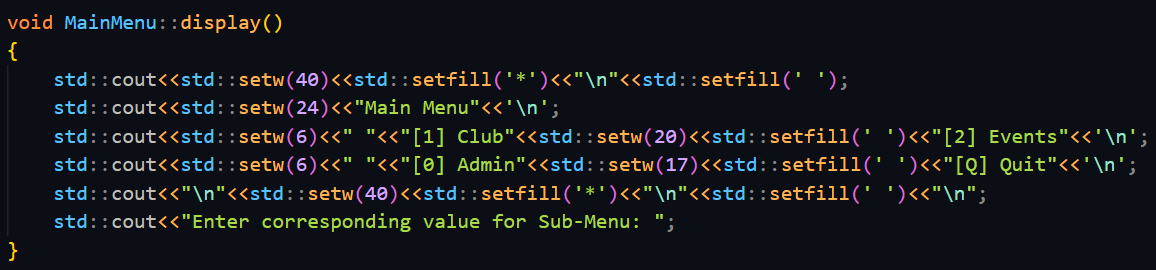 void MainMenu::display()
{
    std::cout<<std::setw(40)<<std::setfill('*')<<"\n"<<std::setfill(' ');
    std::cout<<std::setw(24)<<"Main Menu"<<'\n';
    std::cout<<std::setw(6)<<" "<<"[1] Club"<<std::setw(20)<<std::setfill(' ')<<"[2] Events"<<'\n';
    std::cout<<std::setw(6)<<" "<<"[0] Admin"<<std::setw(17)<<std::setfill(' ')<<"[Q] Quit"<<'\n';
    std::cout<<"\n"<<std::setw(40)<<std::setfill('*')<<"\n"<<std::setfill(' ')<<"\n";
    std::cout<<"Enter corresponding value for Sub-Menu: ";
}